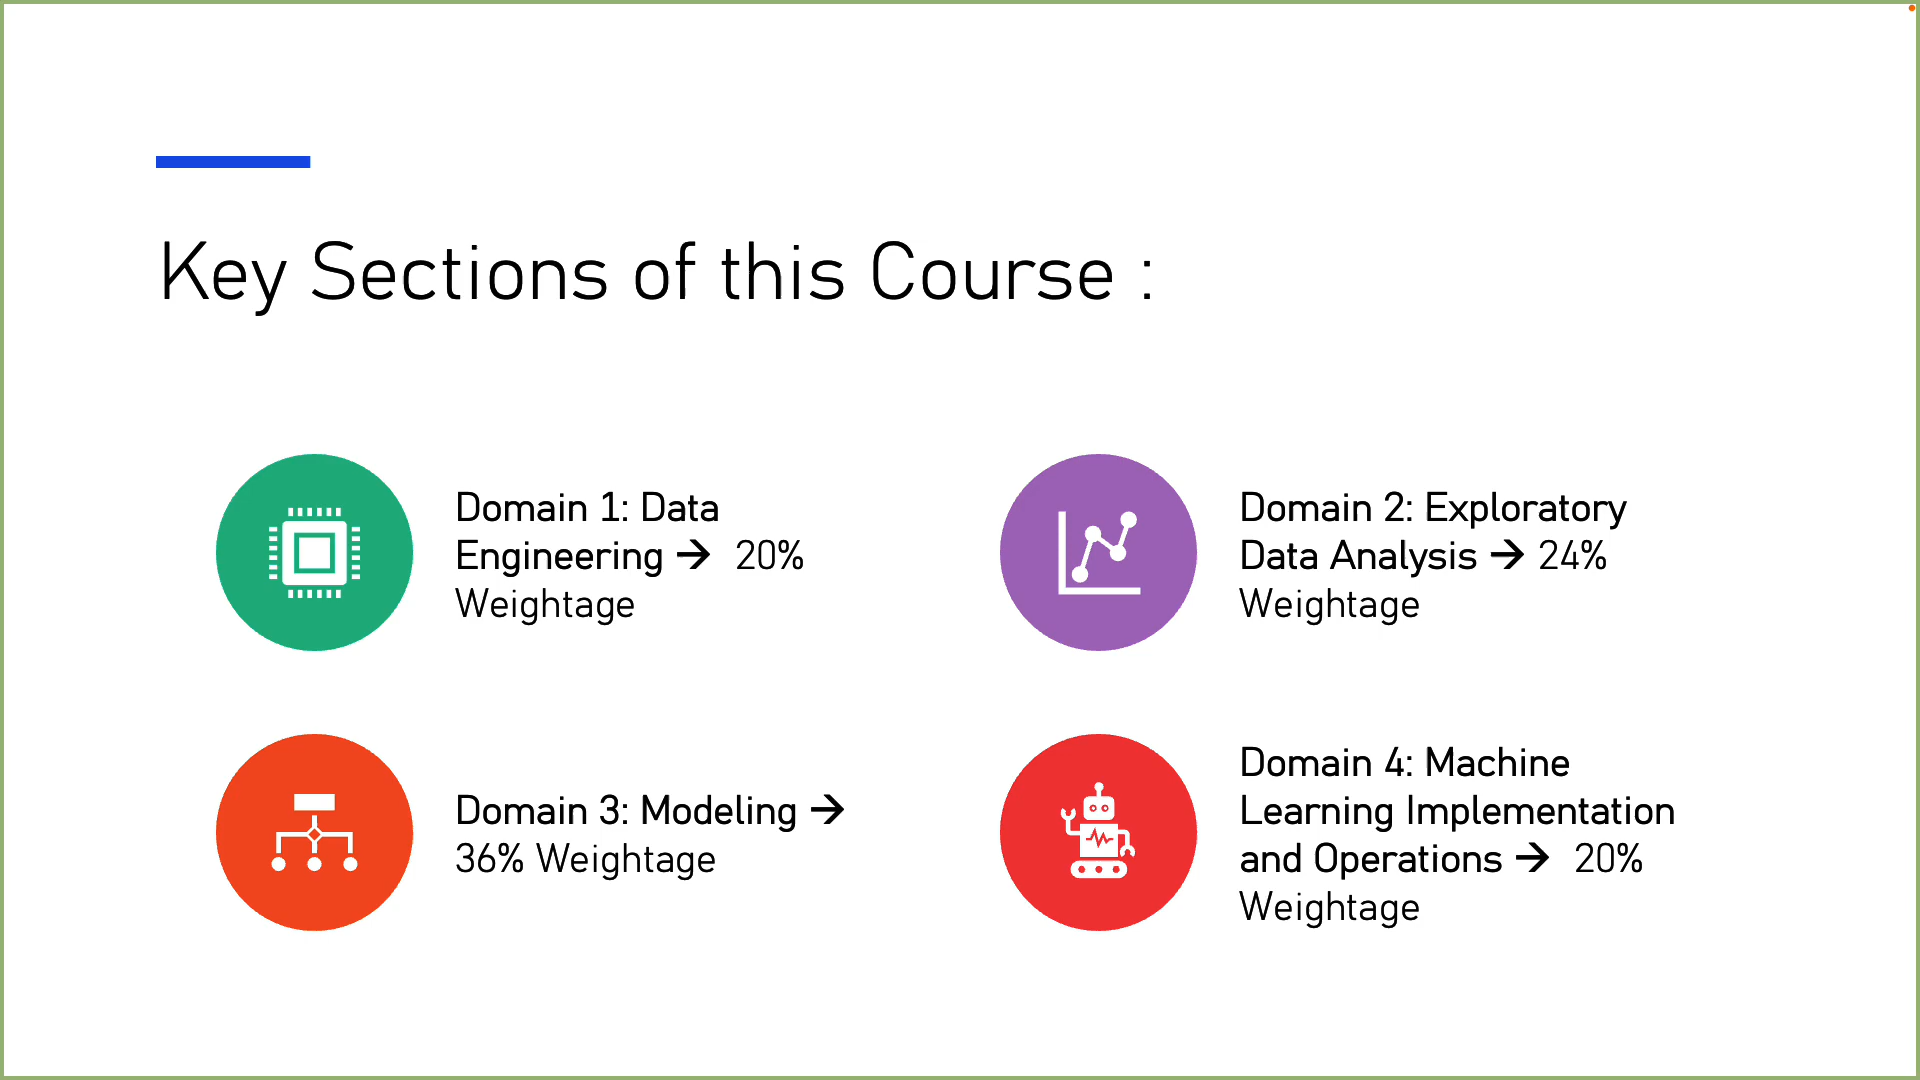 Key Sections of this Course :
Domain 1: Data
Engineering → 20%
Weightage
Domain 2: Exploratory
Data Analysis → 24%
Weightage
Domain 3: Modeling →
36% Weightage
Domain 4: Machine
Learning Implementation
and Operations → 20%
Weightage